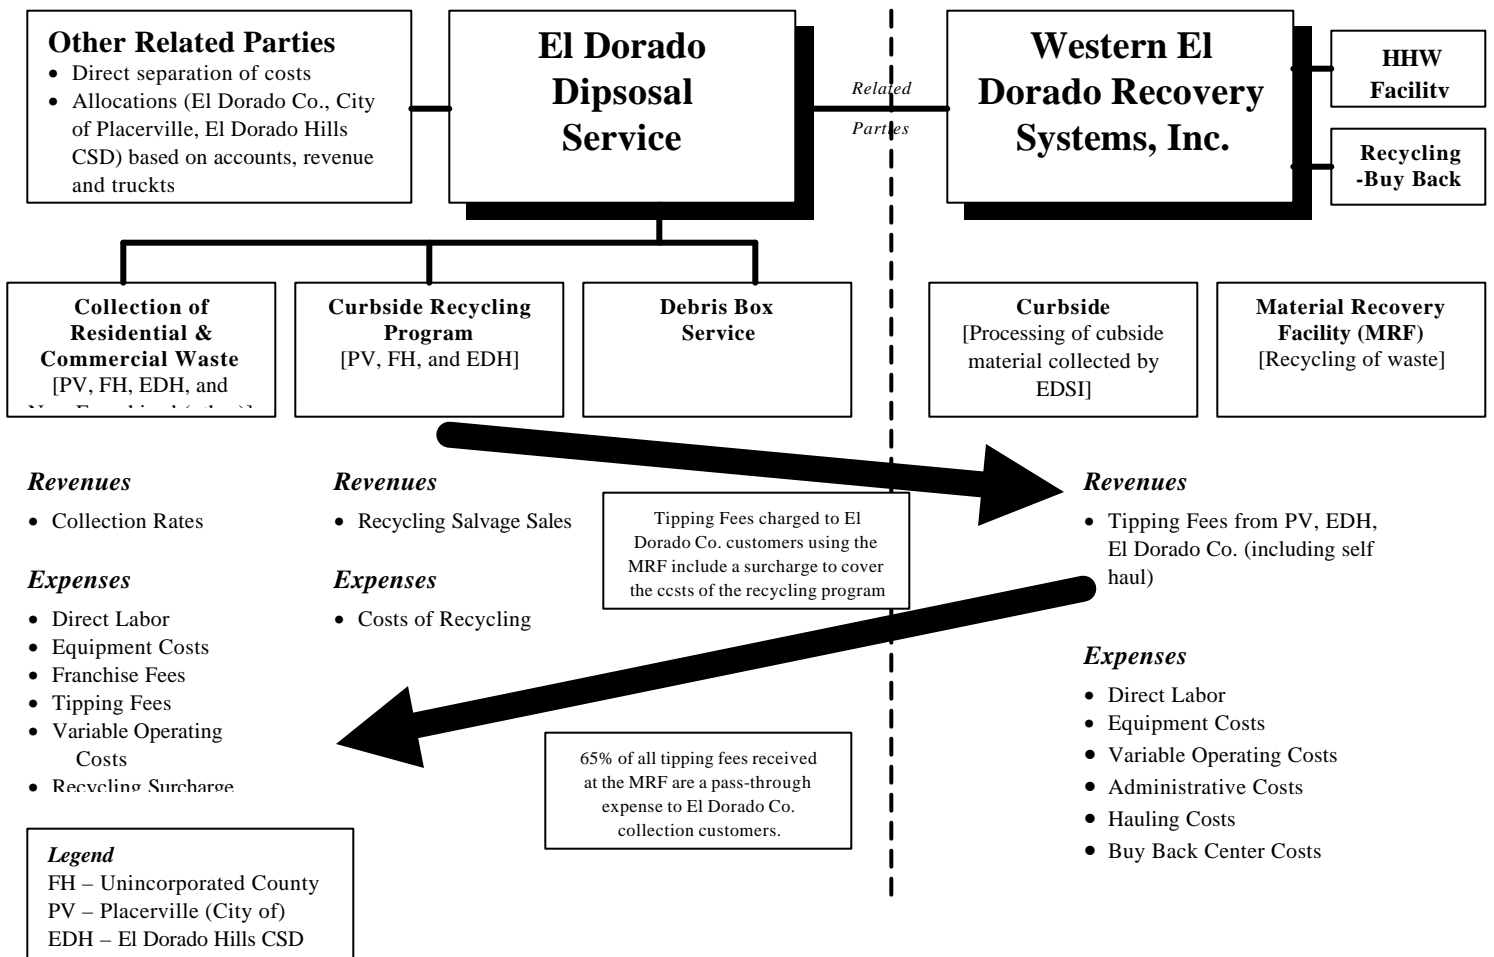 Other Related Parties
• Direct separation of costs
• Allocations (El Dorado Co., City
of Placerville, El Dorado Hills
CSD) based on accounts, revenue
and truckts
El Dorado
Dipsosal
Service
Related
Parties
Western El
Dorado Recovery
Systems, Inc.
HHW
Facility
Recycling
-Buy Back
Collection of
Residential &
Commercial Waste
[PV, FH, EDH, and
Curbside Recycling
Program
[PV, FH, and EDH]
Debris Box
Service
Curbside
[Processing of cubside
material collected by
EDSI]
Material Recovery
Facility (MRF)
[Recycling of waste]
Revenues
• Collection Rates
Expenses
• Direct Labor
• Equipment Costs
• Franchise Fees
• Tipping Fees
• Variable Operating
Costs
• Recycling Surcharge
Revenues
• Recycling Salvage Sales
Expenses
• Costs of Recycling
Tipping Fees charged to El
Dorado Co. customers using the
MRF include a surcharge to cover
the ccsts of the recycling program
65% of all tipping fees received
at the MRF are a pass-through
expense to El Dorado Co.
collection customers.
Revenues
• Tipping Fees from PV, EDH,
El Dorado Co. (including self
haul)
Expenses
• Direct Labor
• Equipment Costs
• Variable Operating Costs
• Administrative Costs
• Hauling Costs
• Buy Back Center Costs
Legend
FH – Unincorporated County
PV – Placerville (City of)
EDH – El Dorado Hills CSD